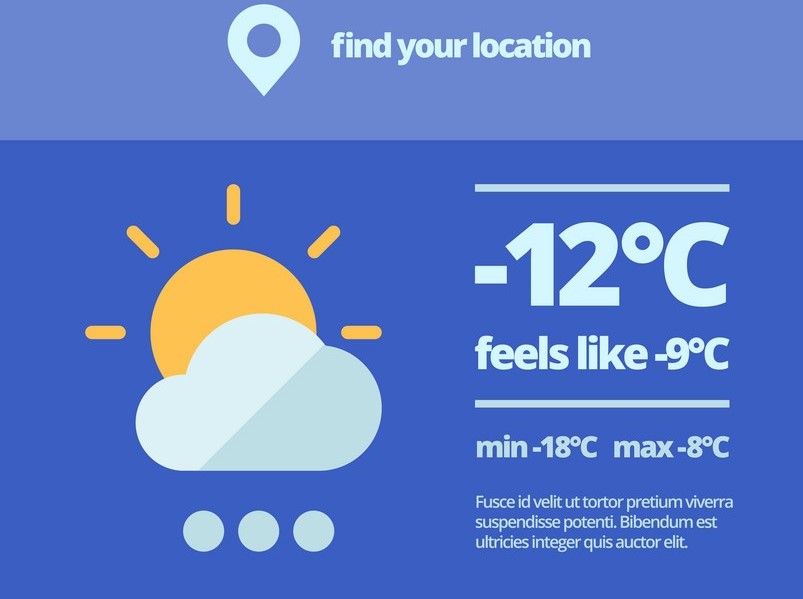 find your location
-12°C
feels like -9°C
min -18°C max -8°C
Fusce id velit ut tortor pretium viverra
suspendisse potenti. Bibendum est
ultricies integer quis auctor elit.